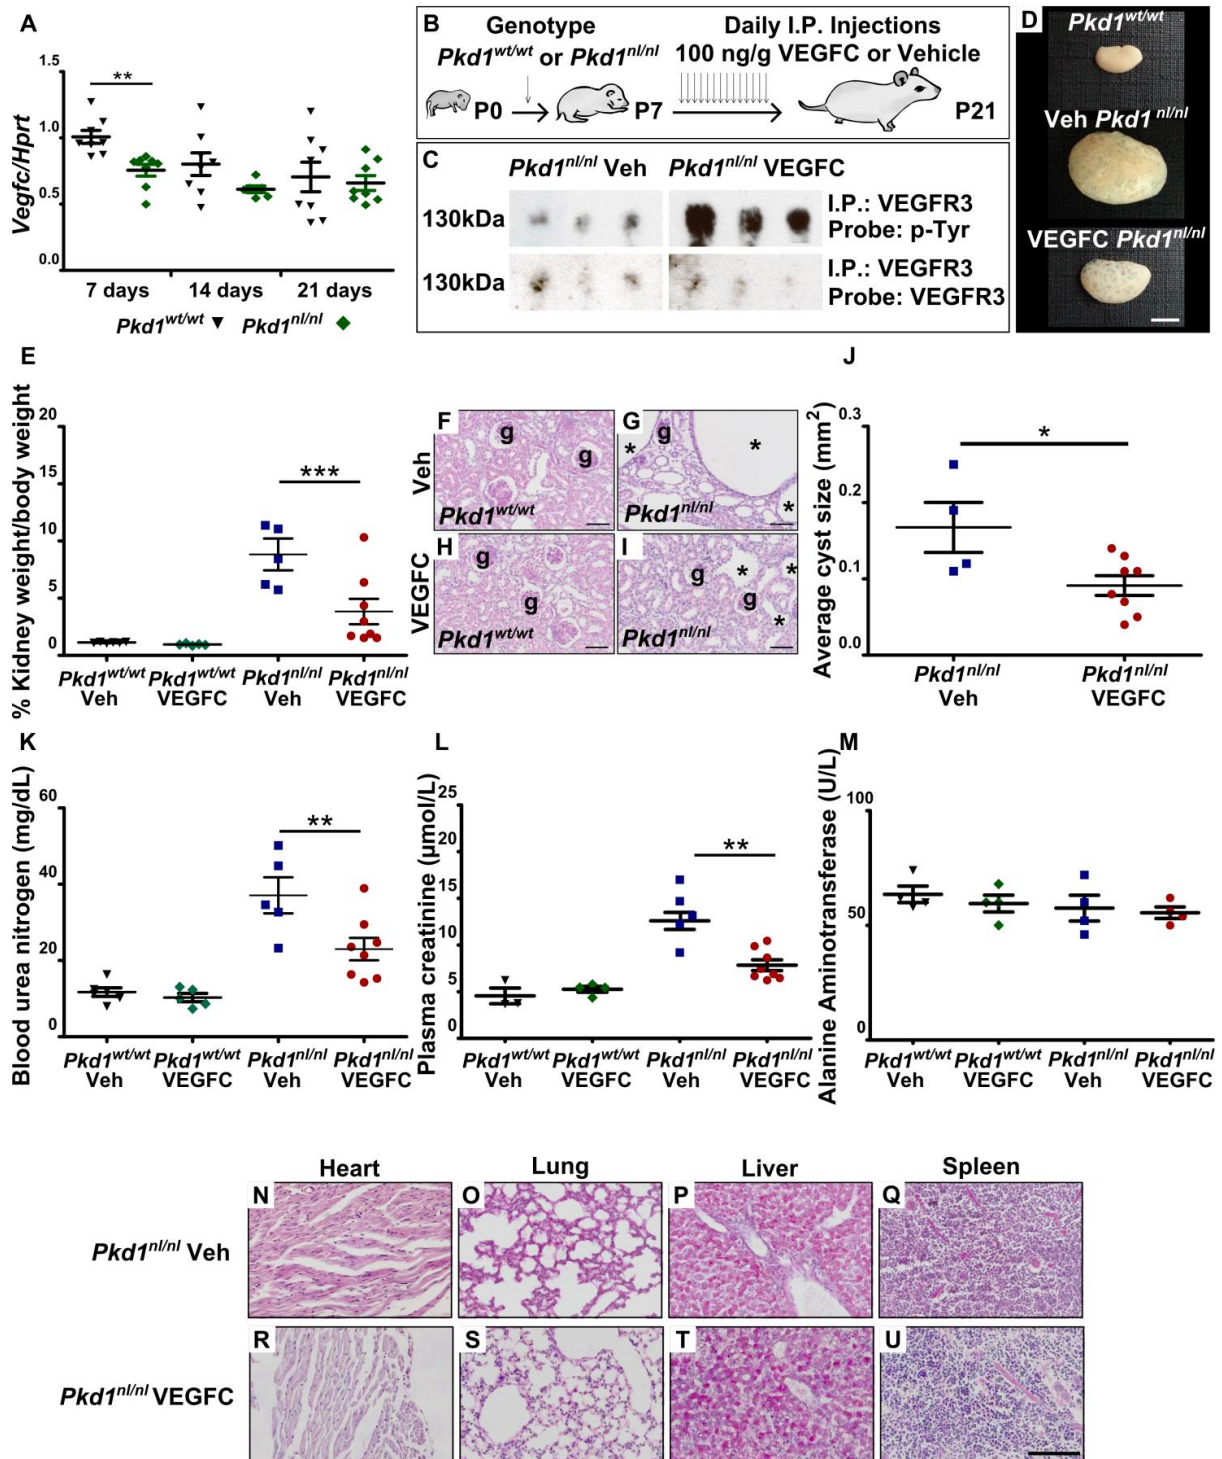 A
Vegfc/Hprt
1.5
1.0
0.5
0.0
**
7 days 14 days 21 days
Pkd1wt/wt Pkd1nl/nl
B
Genotype Daily I.P. Injections
Pkd1wt/wt or Pkd1nl/nl 100 ng/g VEGFC or Vehicle
P0 P7 P21
C
Pkd1nl/nl Veh Pkd1nl/nl VEGFC
130kDa I.P.: VEGFR3
Probe: p-Tyr
130kDa I.P.: VEGFR3
Probe: VEGFR3
D
Pkd1wt/wt
Veh Pkd1nl/nl
VEGFC Pkd1nl/nl
E
% Kidney weight/body weight
20
15
10
5
0
***
Pkd1wt/wt Pkd1wt/wt Pkd1nl/nl Pkd1nl/nl
Veh VEGFC Veh VEGFC
Veh
F g g
Pkd1wt/wt
G g * * *
Pkd1nl/nl
VEGFC
H g g
Pkd1wt/wt
I g g * * *
Pkd1nl/nl
J
Average cyst size (mm2)
0.3
0.2
0.1
0.0
*
Pkd1nl/nl Pkd1nl/nl
Veh VEGFC
K
Blood urea nitrogen (mg/dL)
60
40
20
0
**
Pkd1wt/wt Pkd1wt/wt Pkd1nl/nl Pkd1nl/nl
Veh VEGFC Veh VEGFC
L
Plasma creatinine (µmol/L)
25
20
15
10
5
0
**
Pkd1wt/wt Pkd1wt/wt Pkd1nl/nl Pkd1nl/nl
Veh VEGFC Veh VEGFC
M
Alanine Aminotransferase (U/L)
100
50
0
Pkd1wt/wt Pkd1wt/wt Pkd1nl/nl Pkd1nl/nl
Veh VEGFC Veh VEGFC
Heart Lung Liver Spleen
Pkd1nl/nl Veh
N O P Q
Pkd1nl/nl VEGFC
R S T U